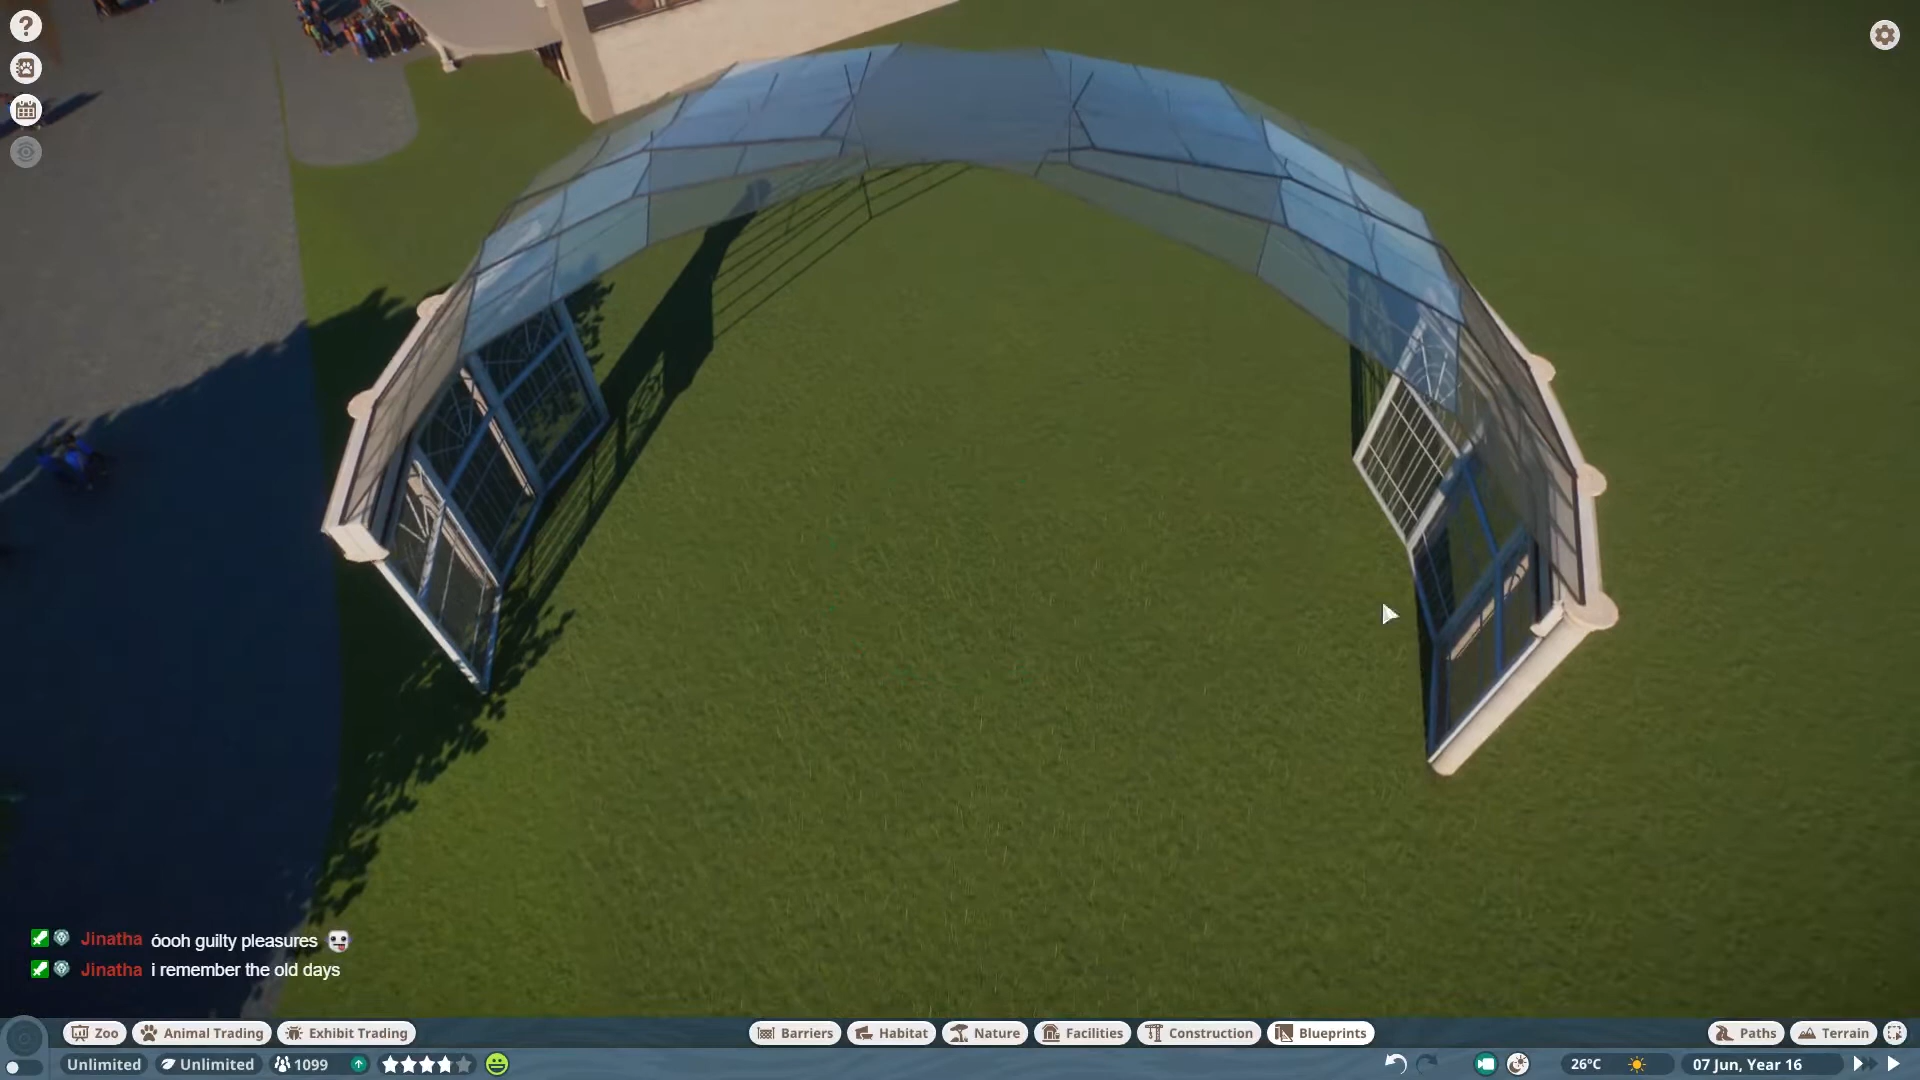 ?
Jinatha óooh guilty pleasures
Jinatha i remember the old days
Zoo Animal Trading Exhibit Trading Barriers Habitat Nature Facilities Construction Blueprints Paths Terrain
Unlimited Unlimited 1099 26°C 07 Jun, Year 16